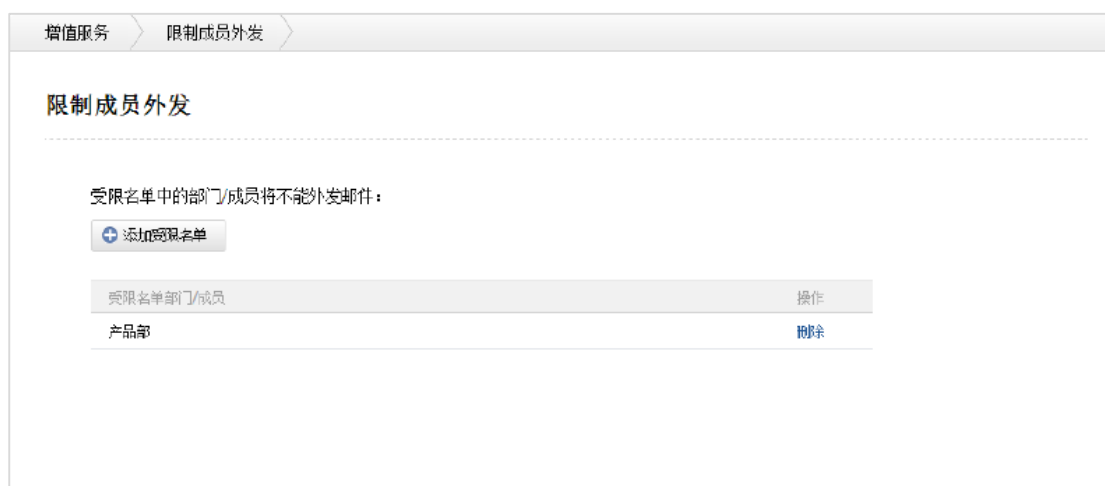 增值服务 限制成员外发
限制成员外发
受限名单中的部门/成员将不能外发邮件：
添加受限名单
受限名单部门/成员 操作
产品部 删除